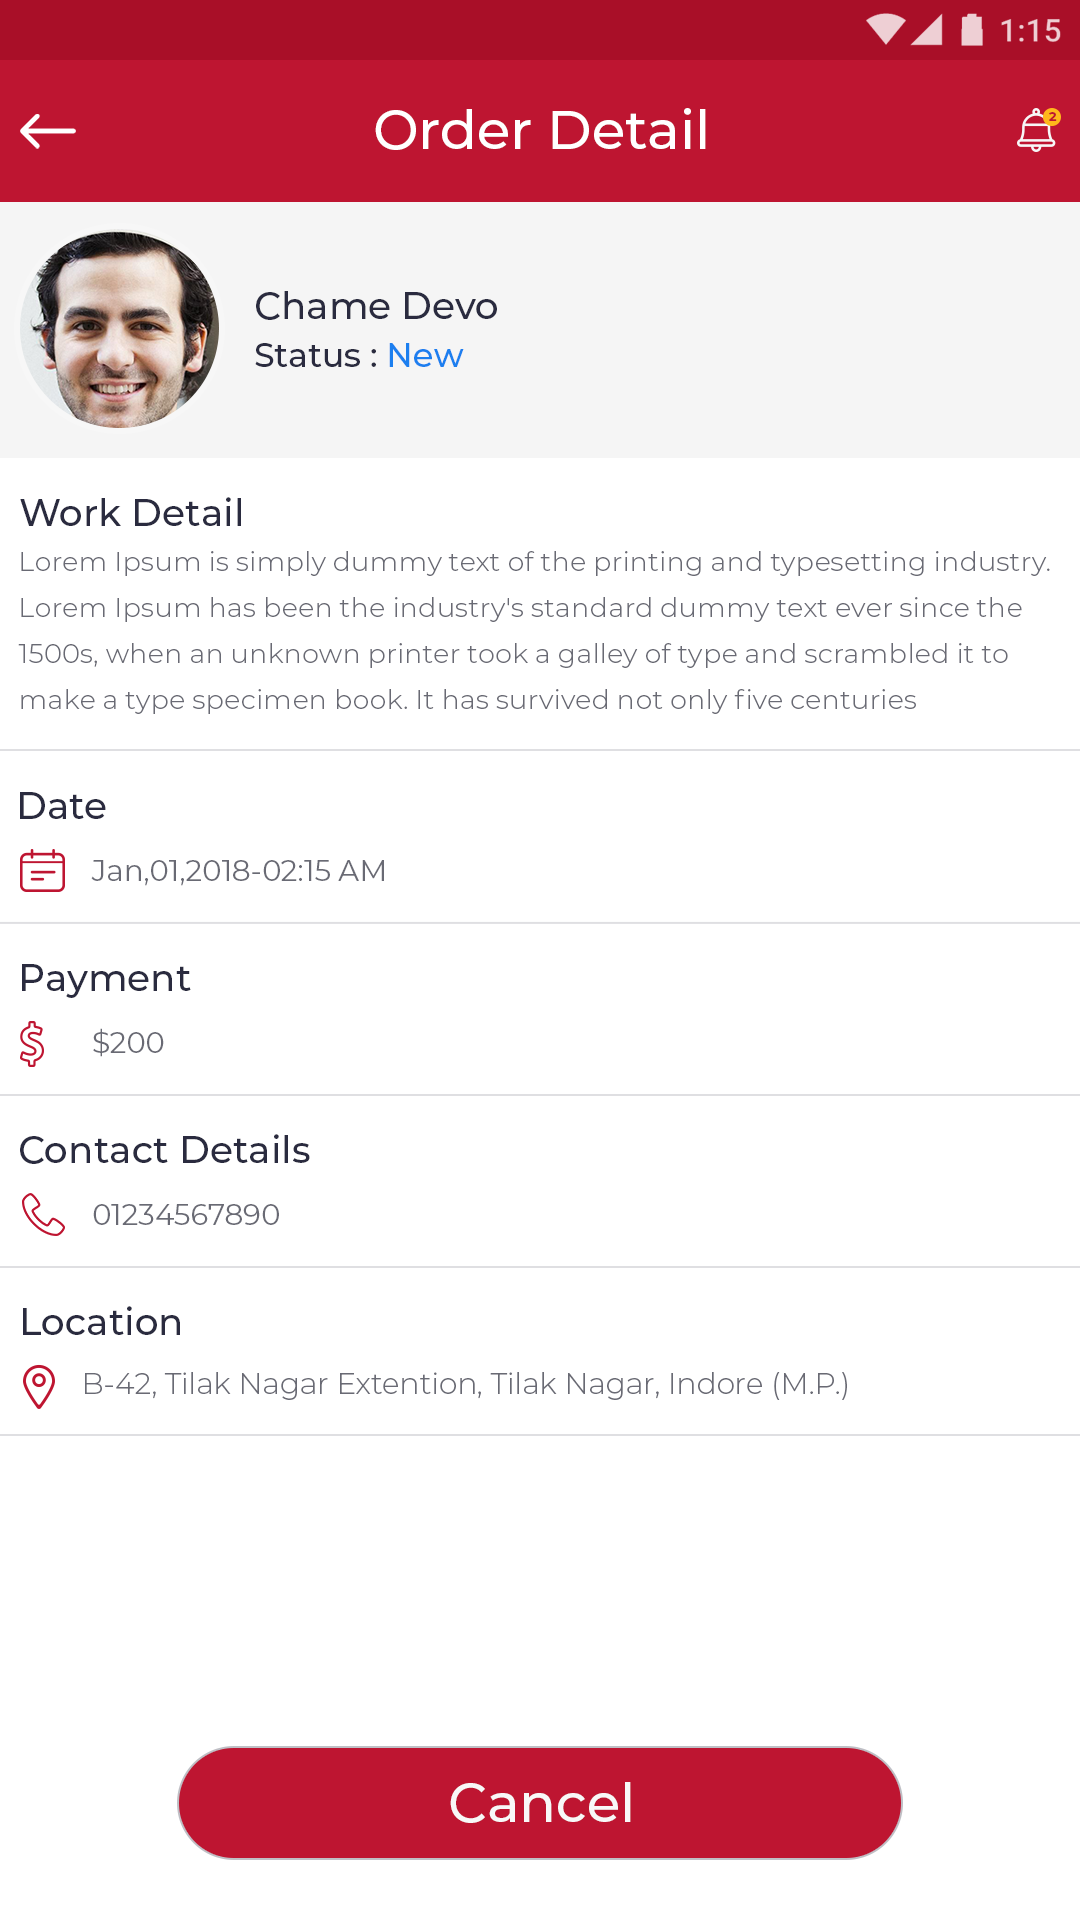 1:15
Order Detail
2
Chame Devo
Status : New
Work Detail
Lorem Ipsum is simply dummy text of the printing and typesetting industry.
Lorem Ipsum has been the industry's standard dummy text ever since the
1500s, when an unknown printer took a galley of type and scrambled it to
make a type specimen book. It has survived not only five centuries
Date
Jan,01,2018-02:15 AM
Payment
$200
Contact Details
01234567890
Location
B-42, Tilak Nagar Extention, Tilak Nagar, Indore (M.P.)
Cancel